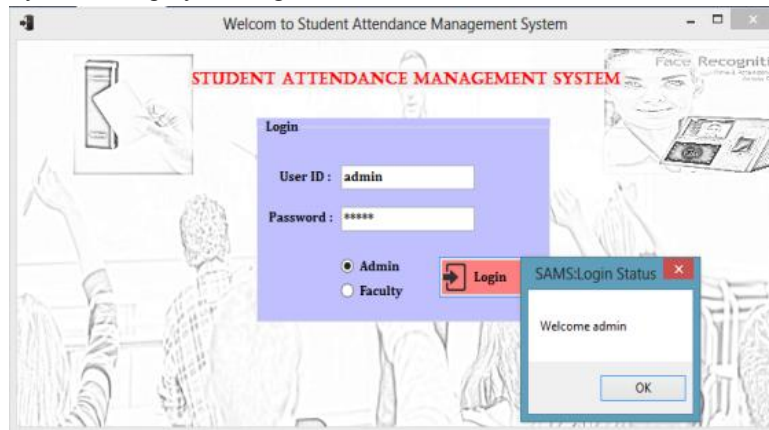 Welcom to Student Attendance Management System
STUDENT ATTENDANCE MANAGEMENT SYSTEM
Face Recogniti
Login
User ID : admin
Password : *****
Admin
Faculty
Login
SAMS:Login Status
Welcome admin
OK